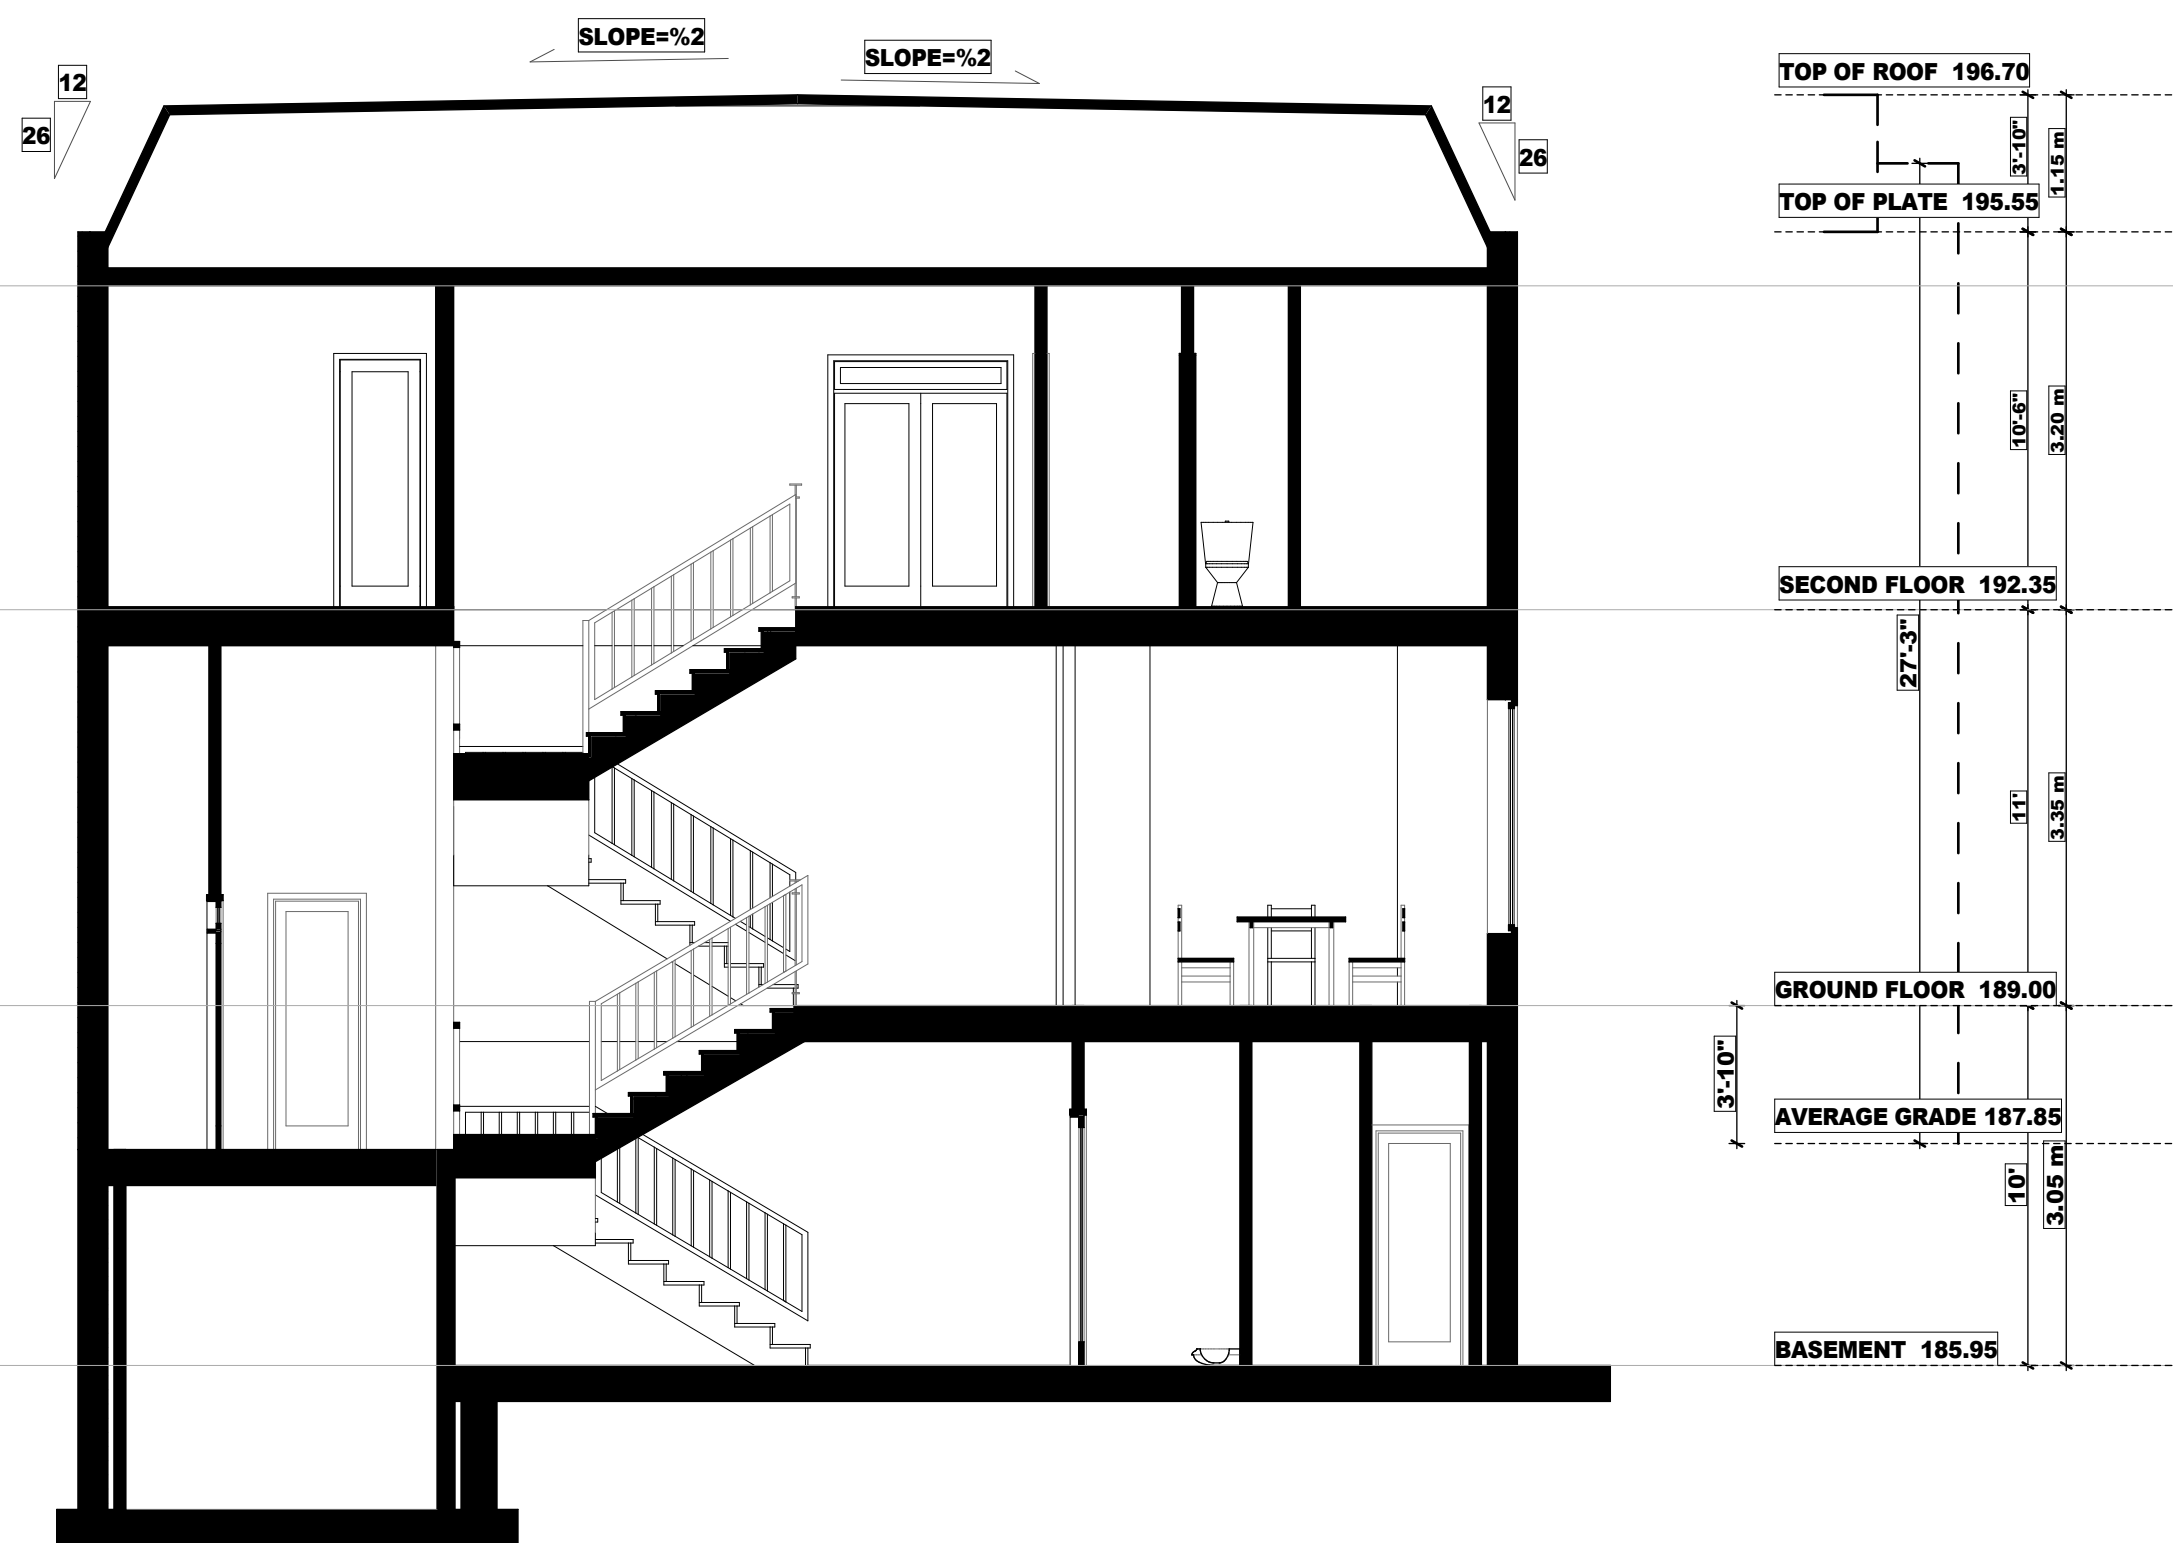 SLOPE=%2
SLOPE=%2
12
26
12
26
TOP OF ROOF 196.70
3'-10"
1.15 m
TOP OF PLATE 195.55
10'-6"
3.20 m
SECOND FLOOR 192.35
27'-3"
11'
3.35 m
GROUND FLOOR 189.00
3'-10"
AVERAGE GRADE 187.85
10'
3.05 m
BASEMENT 185.95